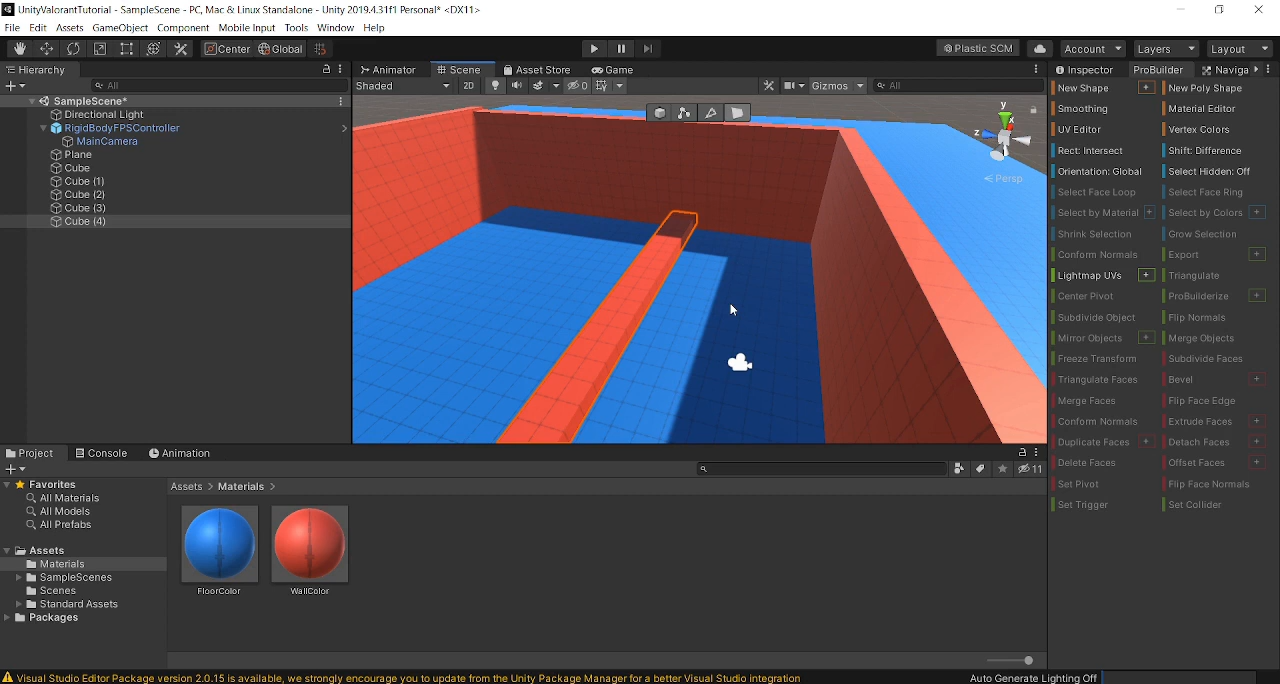 UnityValorantTutorial - SampleScene - PC, Mac & Linux Standalone - Unity 2019.4.31f1 Personal* <DX11>
File Edit Assets GameObject Component Mobile Input Tools Window Help
Center Global Plastic SCM Account Layers Layout
Hierarchy
All
SampleScene*
Directional Light
RigidBodyFPSController
MainCamera
Plane
Cube
Cube (1)
Cube (2)
Cube (3)
Cube (4)
Animator Scene Asset Store Game
Shaded 2D 0 Gizmos All
y
x
z
Persp
Inspector ProBuilder Naviga
New Shape + New Poly Shape
Smoothing Material Editor
UV Editor Vertex Colors
Rect: Intersect Shift: Difference
Orientation: Global Select Hidden: Off
Select Face Loop Select Face Ring
Select by Material + Select by Colors +
Shrink Selection Grow Selection
Conform Normals Export +
Lightmap UVs + Triangulate
Center Pivot ProBuilderize +
Subdivide Object Flip Normals
Mirror Objects + Merge Objects
Freeze Transform Subdivide Faces
Triangulate Faces Bevel +
Merge Faces Flip Face Edge
Conform Normals Extrude Faces +
Duplicate Faces + Detach Faces +
Delete Faces Offset Faces +
Set Pivot Flip Face Normals
Set Trigger Set Collider
Project Console Animation
11
Favorites
All Materials
All Models
All Prefabs
Assets
Materials
SampleScenes
Scenes
Standard Assets
Packages
Assets > Materials >
FloorColor WallColor
Visual Studio Editor Package version 2.0.15 is available, we strongly encourage you to update from the Unity Package Manager for a better Visual Studio integration
Auto Generate Lighting Off